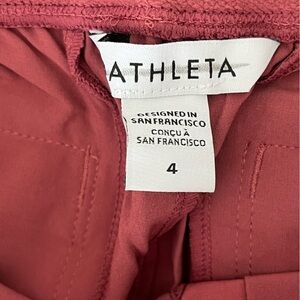 ATHLETA
DESIGNED IN
SAN FRANCISCO
CONÇU À
SAN FRANCISCO
4